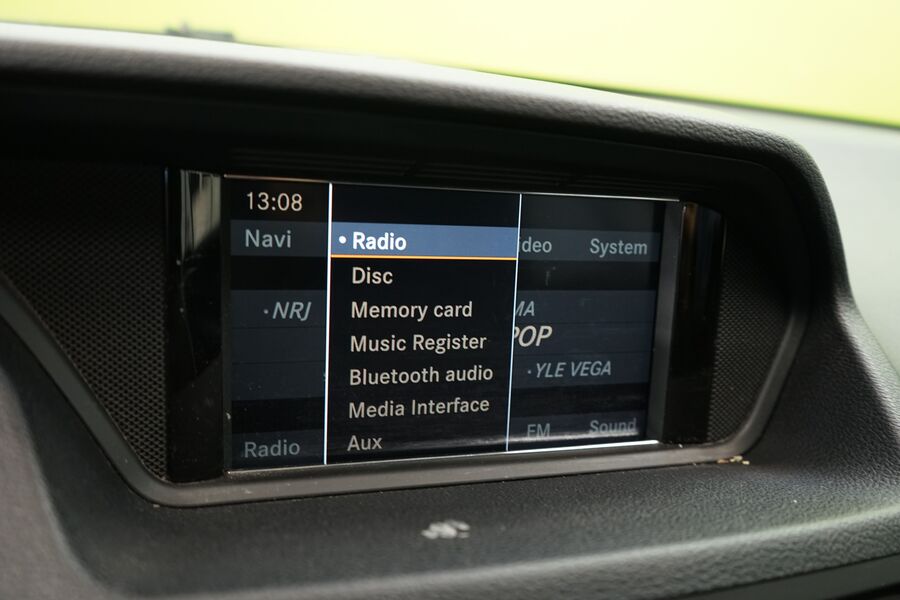 13:08
Navi
• Radio
ideo
System
Disc
Memory card
Music Register
Bluetooth audio
Media Interface
Aux
•NRJ
MA
POP
•YLE VEGA
Radio
FM
Sound